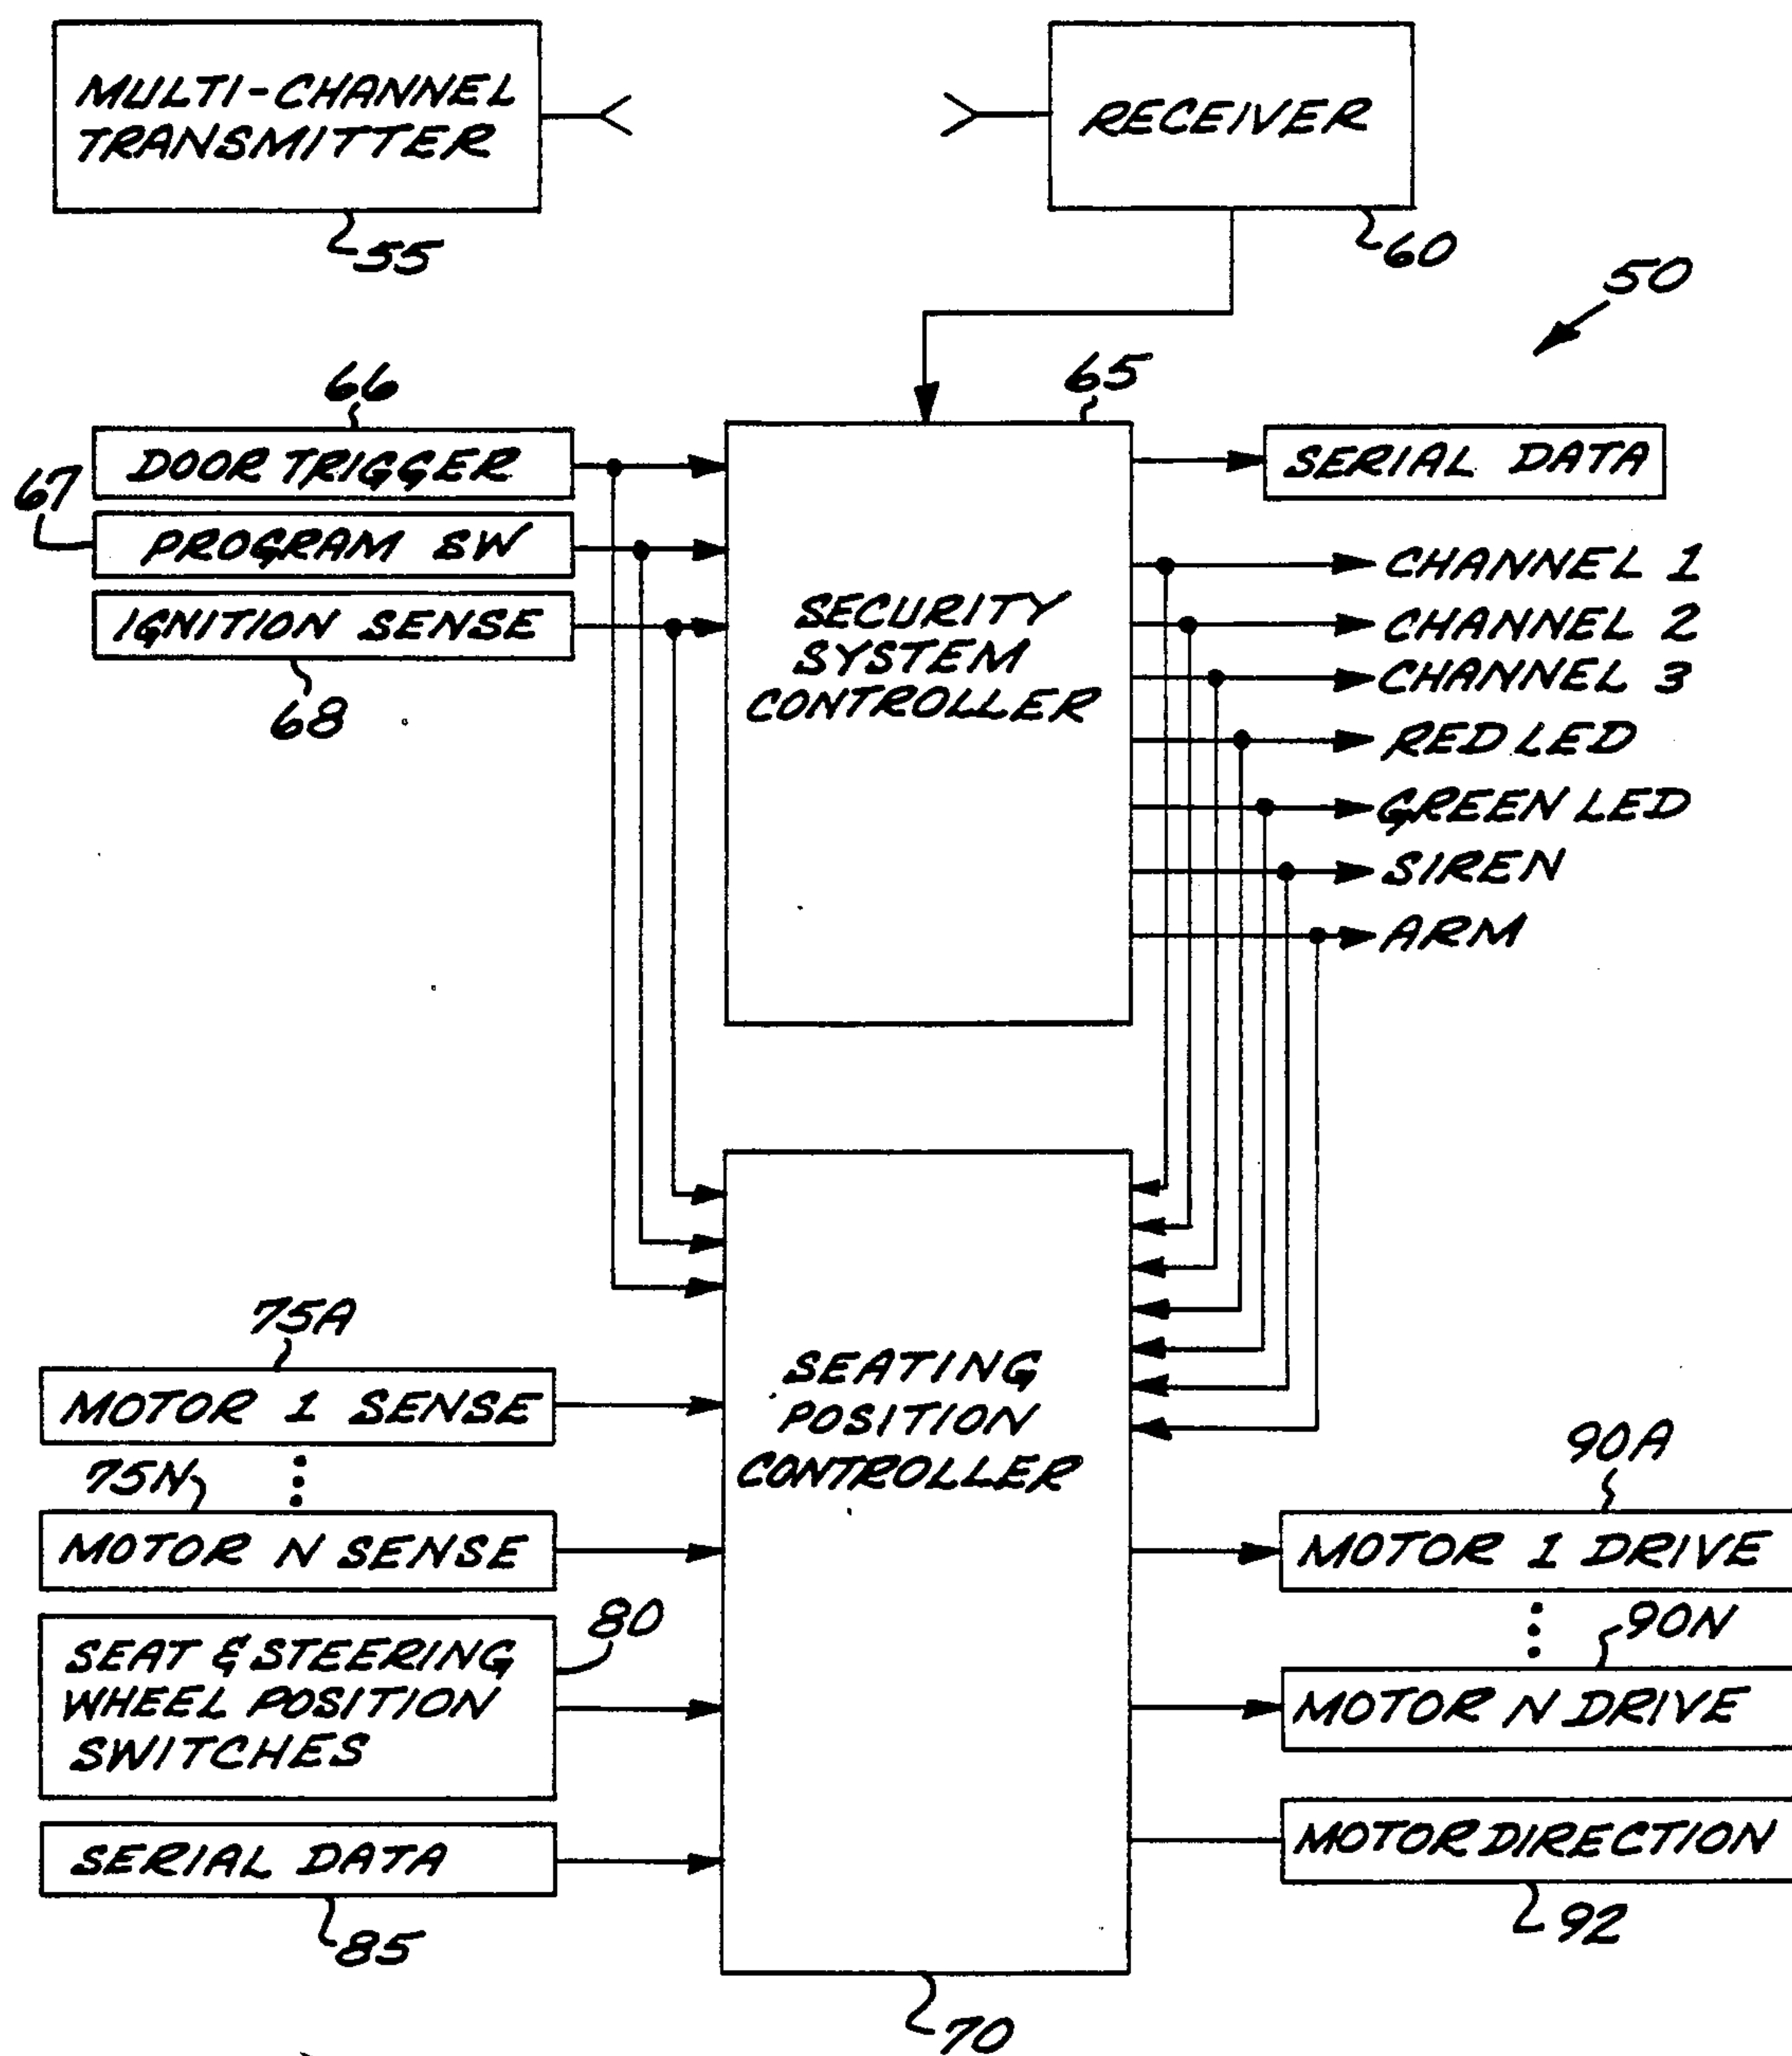 MULTI-CHANNEL
TRANSMITTER
55
RECEIVER
60
50
66
DOOR TRIGGER
67
PROGRAM SW
IGNITION SENSE
68
65
SECURITY
SYSTEM
CONTROLLER
SERIAL DATA
CHANNEL 1
CHANNEL 2
CHANNEL 3
RED LED
GREEN LED
SIREN
ARM
75A
MOTOR 1 SENSE
75N
MOTOR N SENSE
80
SEAT & STEERING
WHEEL POSITION
SWITCHES
SERIAL DATA
85
SEATING
POSITION
CONTROLLER
70
90A
MOTOR 1 DRIVE
90N
MOTOR N DRIVE
MOTOR DIRECTION
92